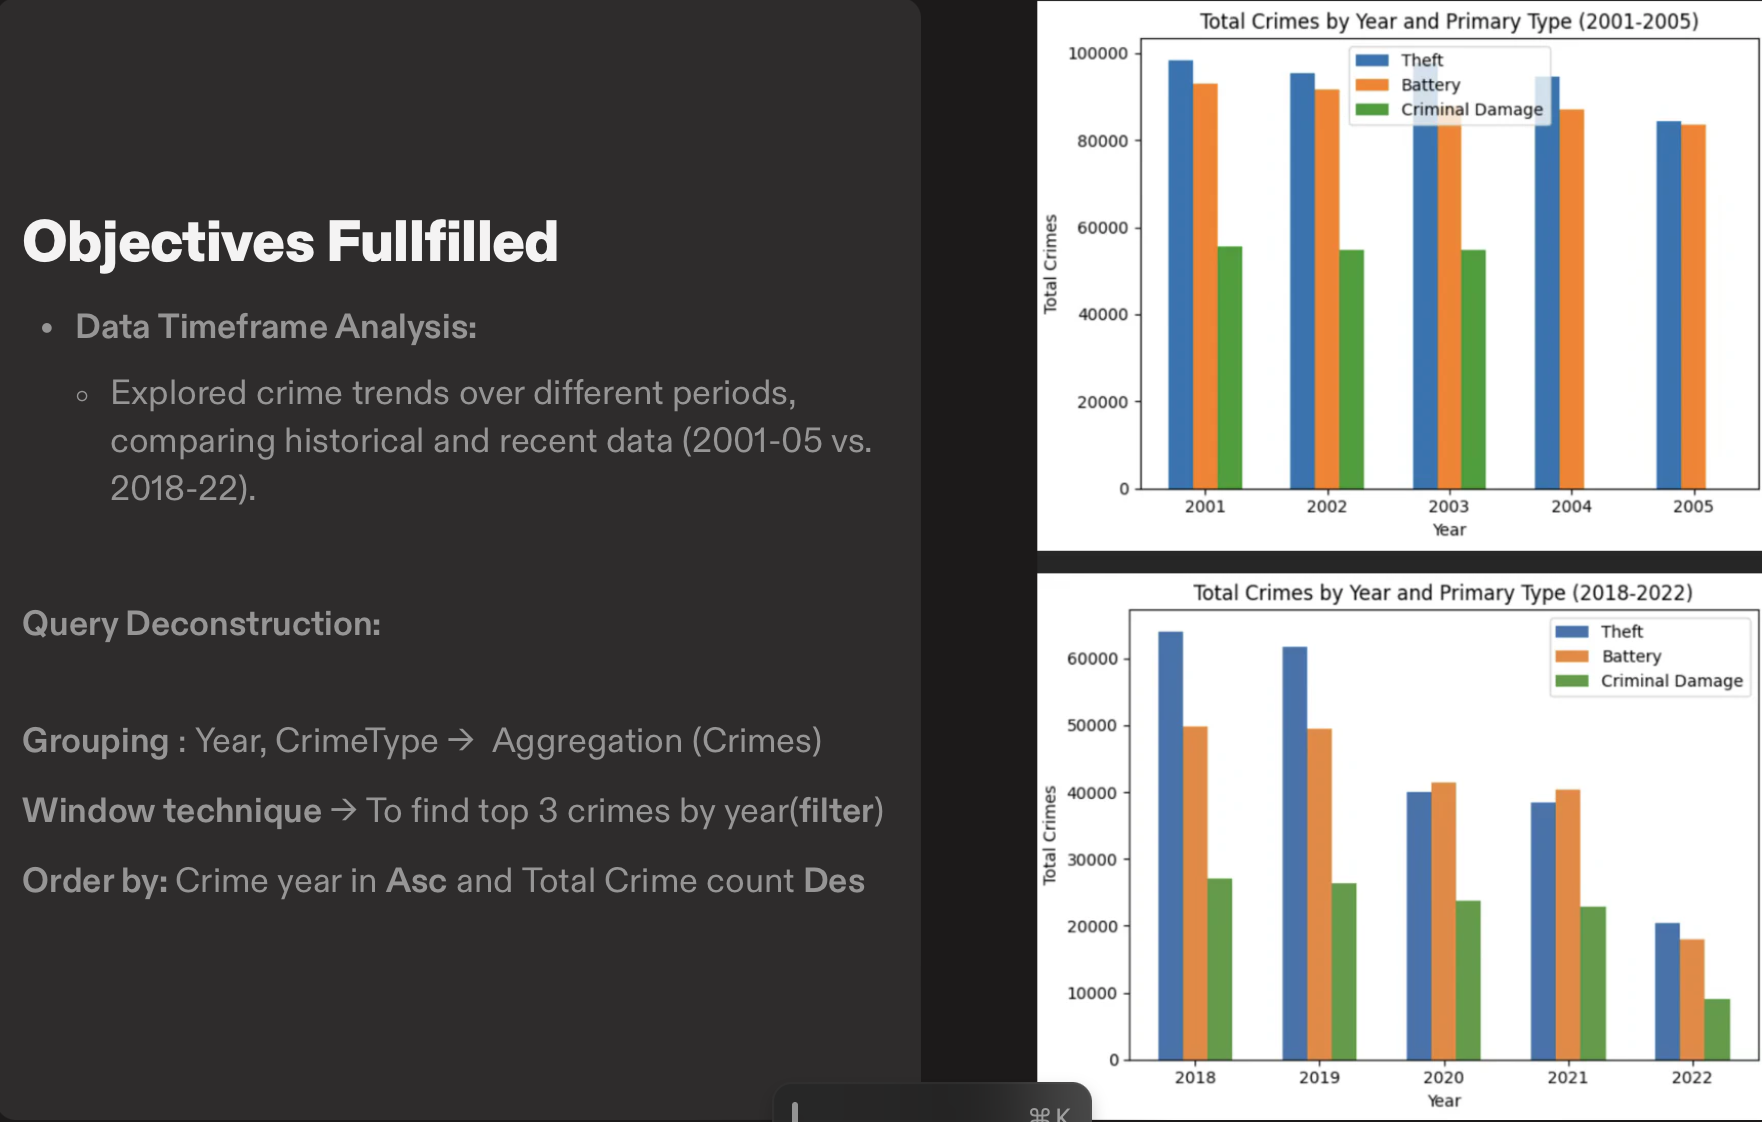 Objectives Fullfilled
• Data Timeframe Analysis:
○ Explored crime trends over different periods,
comparing historical and recent data (2001-05 vs.
2018-22).
Query Deconstruction:
Grouping : Year, CrimeType → Aggregation (Crimes)
Window technique → To find top 3 crimes by year(filter)
Order by: Crime year in Asc and Total Crime count Des
Total Crimes by Year and Primary Type (2001-2005)
Theft
Battery
Criminal Damage
100000
80000
60000
40000
20000
0
Total Crimes
2001 2002 2003 2004 2005
Year
Total Crimes by Year and Primary Type (2018-2022)
Theft
Battery
Criminal Damage
60000
50000
40000
30000
20000
10000
0
Total Crimes
2018 2019 2020 2021 2022
Year
⌘K